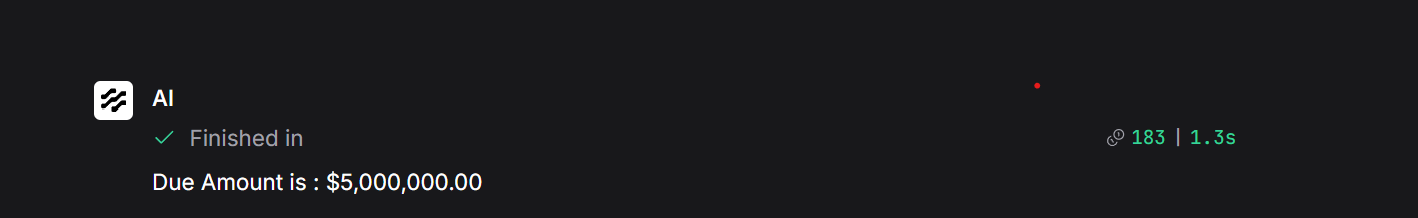 AI
Finished in
183 | 1.3s
Due Amount is : $5,000,000.00